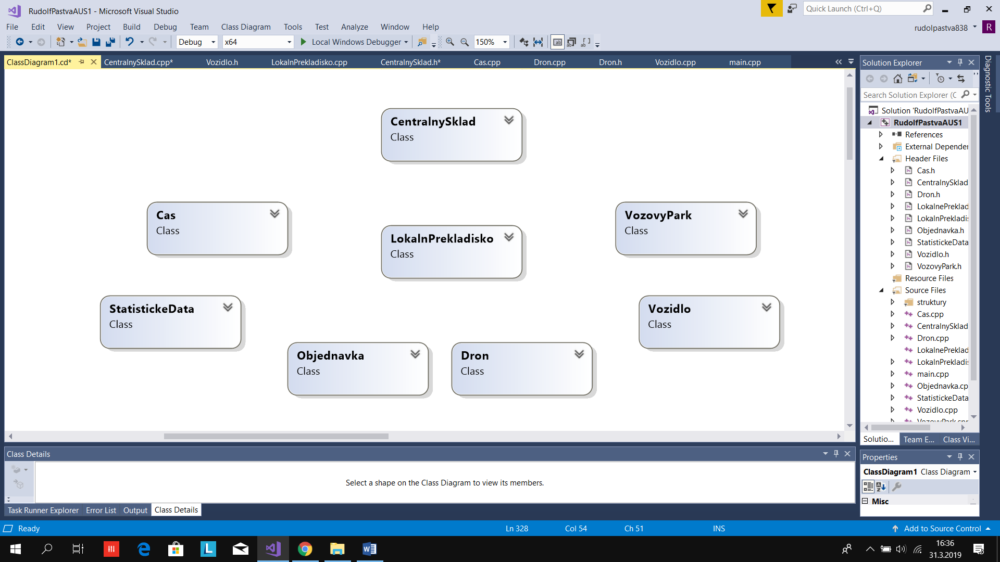 RudolfPastvaAUS1 - Microsoft Visual Studio
Quick Launch (Ctrl+Q)
File Edit View Project Build Debug Team Class Diagram Tools Test Analyze Window Help
rudolpastva838 R
Debug x64 Local Windows Debugger 150%
ClassDiagram1.cd* CentralnySklad.cpp* Vozidlo.h LokalnPrekladisko.cpp CentralnySklad.h* Cas.cpp Dron.cpp Dron.h Vozidlo.cpp main.cpp
CentralnySklad
Class
Cas
Class
VozovyPark
Class
LokalnPrekladisko
Class
StatistickeData
Class
Vozidlo
Class
Objednavka
Class
Dron
Class
Solution Explorer
Search Solution Explorer (C
Solution 'RudolfPastvaAU
RudolfPastvaAUS1
References
External Depender
Header Files
Cas.h
CentralnySklad
Dron.h
LokalnePreklad
LokalnPrekladis
Objednavka.h
StatistickeData
Vozidlo.h
VozovyPark.h
Resource Files
Source Files
struktury
Cas.cpp
CentralnySklad
Dron.cpp
LokalnePreklad
LokalnPrekladis
main.cpp
Objednavka.cp
StatistickeData
Vozidlo.cpp
VozovyPark.cpp
Solutio... Team E... Class Vi...
Diagnostic Tools
Properties
ClassDiagram1 Class Diagram
Misc
Class Details
Select a shape on the Class Diagram to view its members.
Task Runner Explorer Error List Output Class Details
Ready Ln 328 Col 54 Ch 51 INS Add to Source Control
16:36
31.3.2019